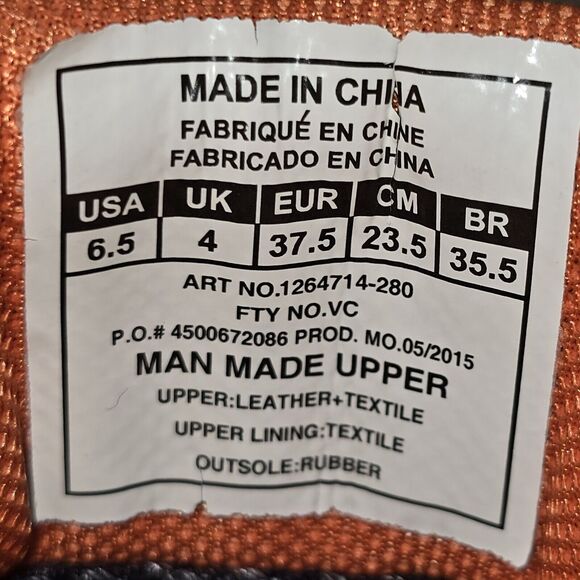 MADE IN CHINA
FABRIQUÉ EN CHINE
FABRICADO EN CHINA
USA UK EUR CM BR
6.5 4 37.5 23.5 35.5
ART NO.1264714-280
FTY NO.VC
P.O.# 4500672086 PROD. MO.05/2015
MAN MADE UPPER
UPPER:LEATHER+TEXTILE
UPPER LINING:TEXTILE
OUTSOLE:RUBBER